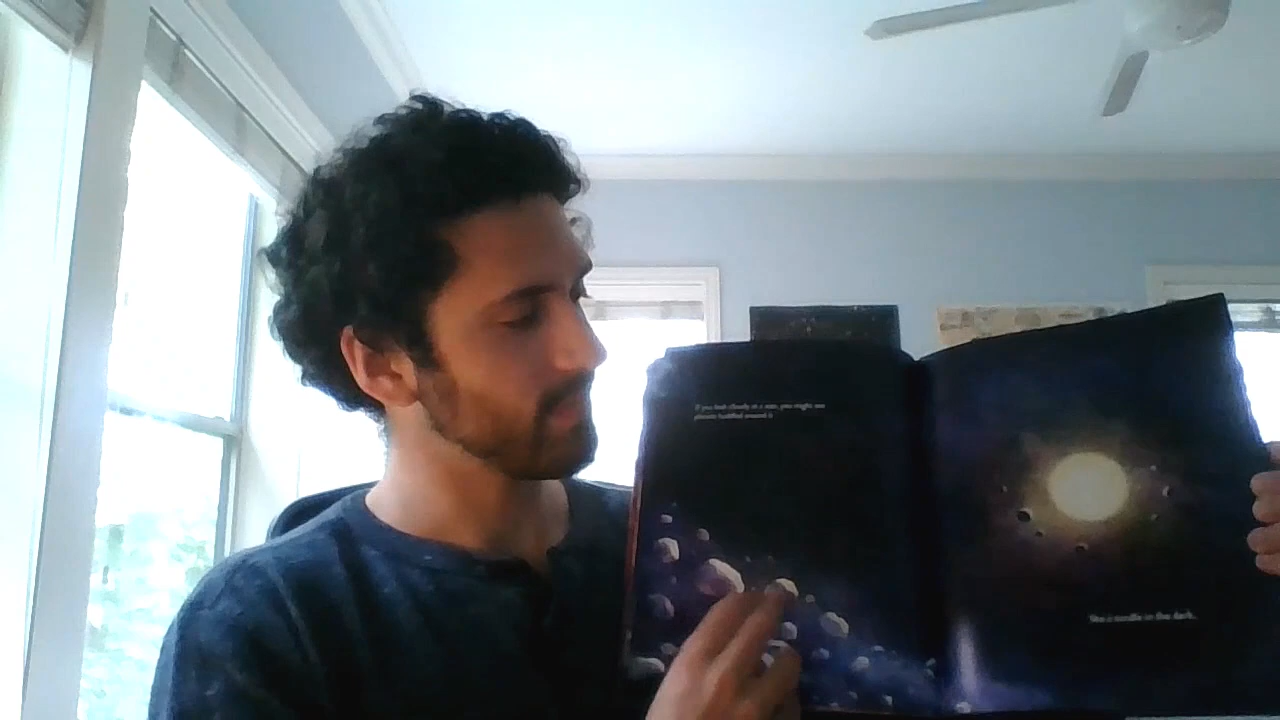 If you look closely at a star, you might see
planets huddled around it
like a candle in the dark.